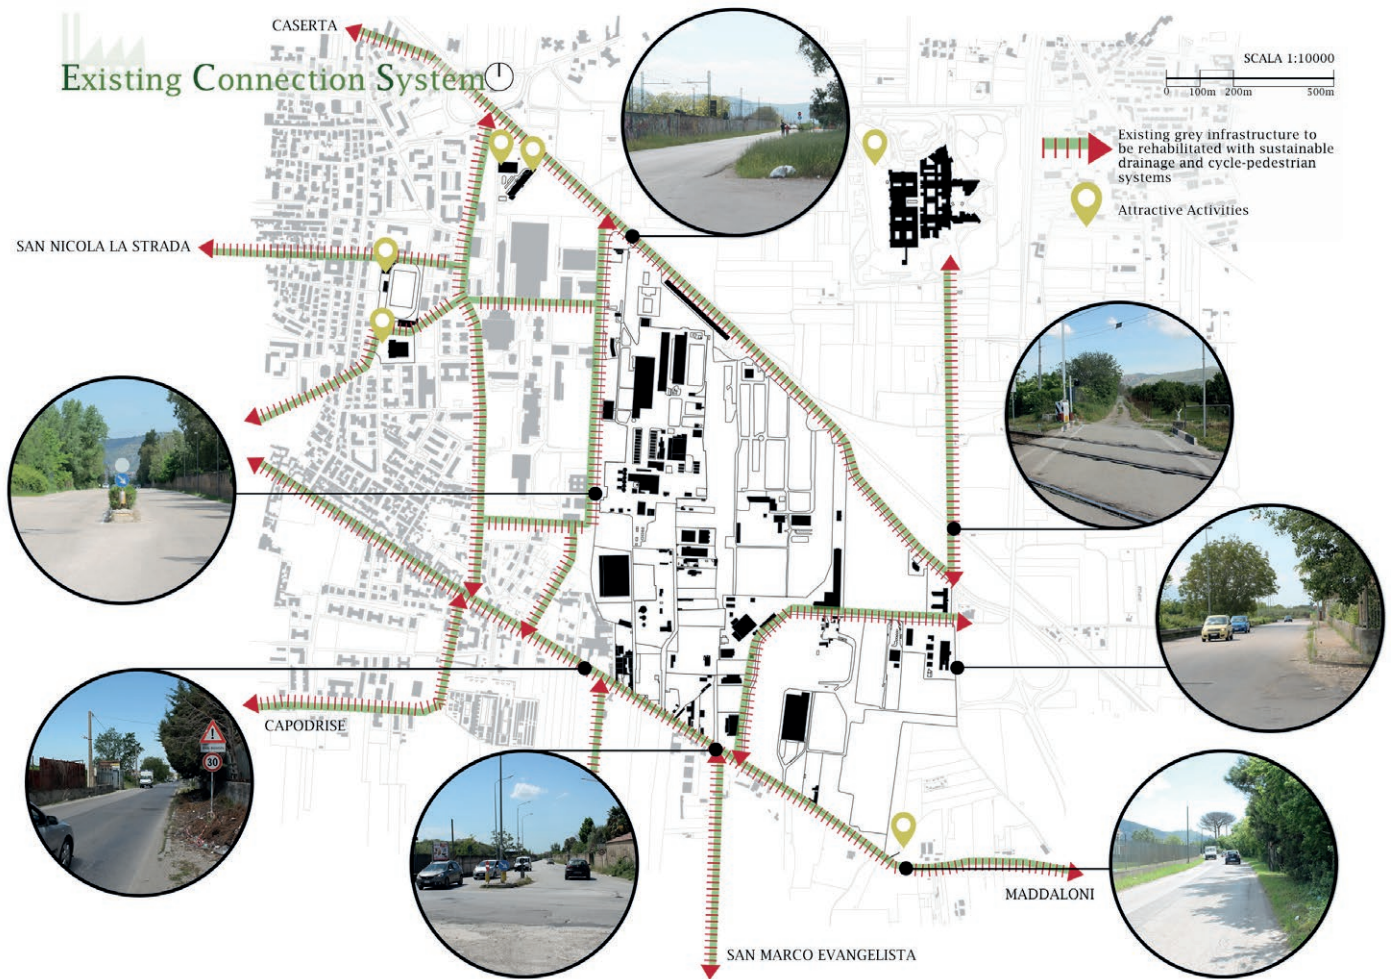 CASERTA
Existing Connection System
SCALA 1:10000
0 100m 200m 500m
Existing grey infrastructure to
be rehabilitated with sustainable
drainage and cycle-pedestrian
systems
Attractive Activities
SAN NICOLA LA STRADA
30
CAPODRISE
MADDALONI
SAN MARCO EVANGELISTA